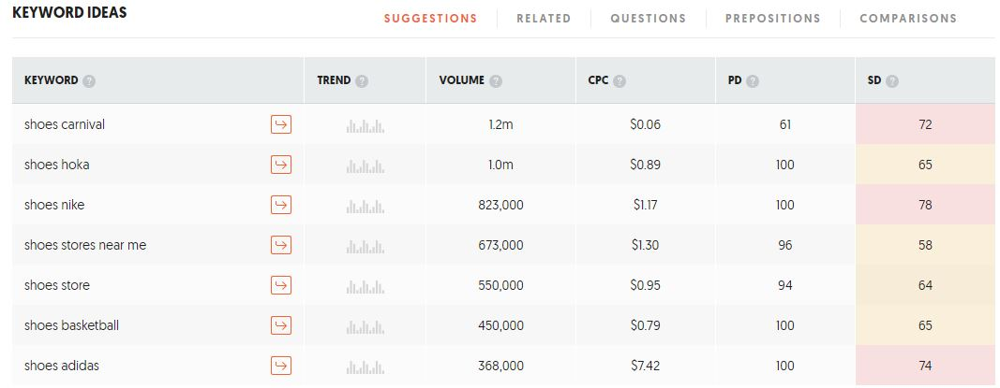 KEYWORD IDEAS
SUGGESTIONS RELATED QUESTIONS PREPOSITIONS COMPARISONS
KEYWORD ? TREND ? VOLUME ? CPC ? PD ? SD ?
shoes carnival 1.2m $0.06 61 72
shoes hoka 1.0m $0.89 100 65
shoes nike 823,000 $1.17 100 78
shoes stores near me 673,000 $1.30 96 58
shoes store 550,000 $0.95 94 64
shoes basketball 450,000 $0.79 100 65
shoes adidas 368,000 $7.42 100 74